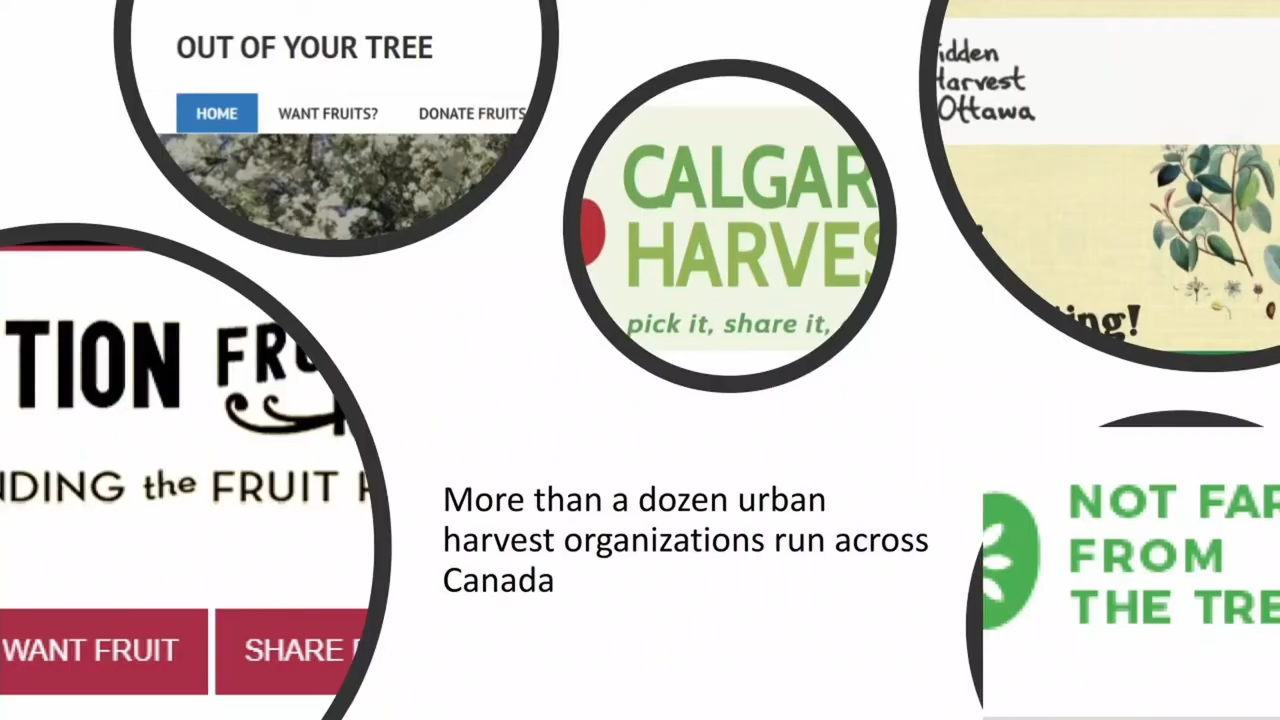 OUT OF YOUR TREE
HOME WANT FRUITS? DONATE FRUITS
idden
Harvest
Ottawa
CALGAR
HARVES
pick it, share it,
ing!
TION FRU
NDING the FRUIT
WANT FRUIT SHARE
More than a dozen urban
harvest organizations run across
Canada
NOT FAR
FROM
THE TRE